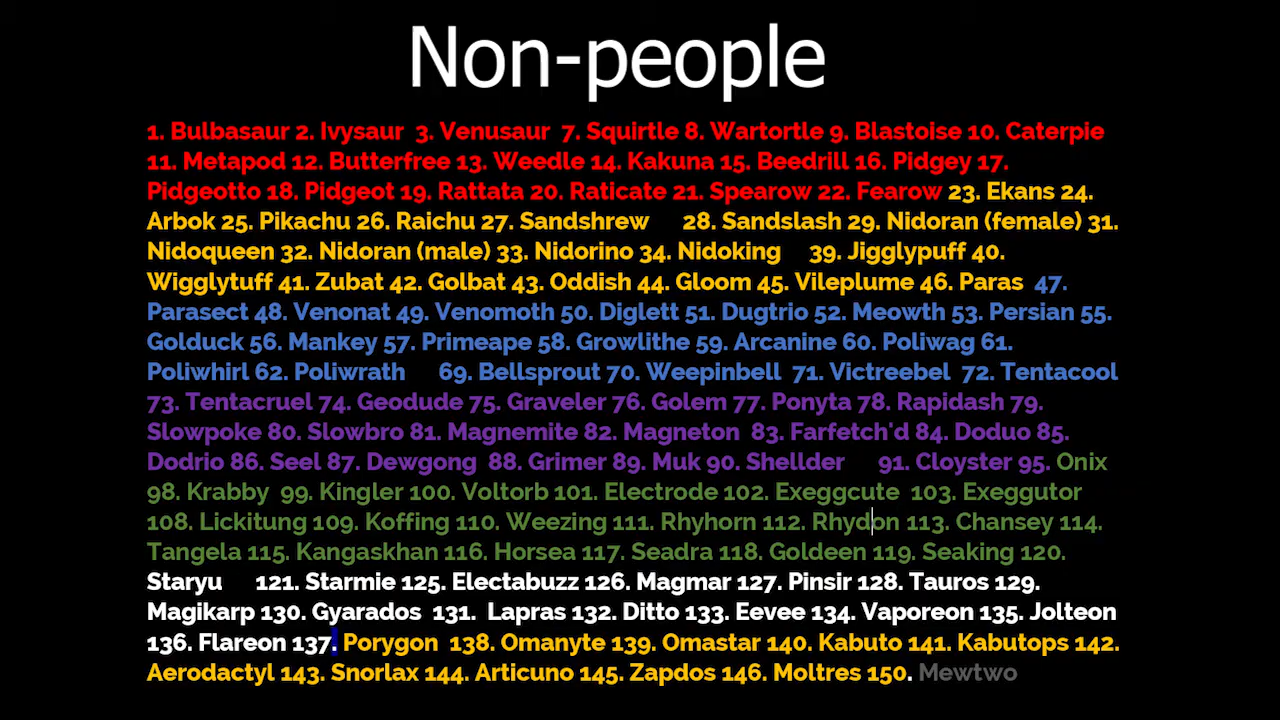 Non-people
1. Bulbasaur 2. Ivysaur 3. Venusaur 7. Squirtle 8. Wartortle 9. Blastoise 10. Caterpie
11. Metapod 12. Butterfree 13. Weedle 14. Kakuna 15. Beedrill 16. Pidgey 17.
Pidgeotto 18. Pidgeot 19. Rattata 20. Raticate 21. Spearow 22. Fearow 23. Ekans 24.
Arbok 25. Pikachu 26. Raichu 27. Sandshrew 28. Sandslash 29. Nidoran (female) 31.
Nidoqueen 32. Nidoran (male) 33. Nidorino 34. Nidoking 39. Jigglypuff 40.
Wigglytuff 41. Zubat 42. Golbat 43. Oddish 44. Gloom 45. Vileplume 46. Paras 47.
Parasect 48. Venonat 49. Venomoth 50. Diglett 51. Dugtrio 52. Meowth 53. Persian 55.
Golduck 56. Mankey 57. Primeape 58. Growlithe 59. Arcanine 60. Poliwag 61.
Poliwhirl 62. Poliwrath 69. Bellsprout 70. Weepinbell 71. Victreebel 72. Tentacool
73. Tentacruel 74. Geodude 75. Graveler 76. Golem 77. Ponyta 78. Rapidash 79.
Slowpoke 80. Slowbro 81. Magnemite 82. Magneton 83. Farfetch'd 84. Doduo 85.
Dodrio 86. Seel 87. Dewgong 88. Grimer 89. Muk 90. Shellder 91. Cloyster 95. Onix
98. Krabby 99. Kingler 100. Voltorb 101. Electrode 102. Exeggcute 103. Exeggutor
108. Lickitung 109. Koffing 110. Weezing 111. Rhyhorn 112. Rhydon 113. Chansey 114.
Tangela 115. Kangaskhan 116. Horsea 117. Seadra 118. Goldeen 119. Seaking 120.
Staryu 121. Starmie 125. Electabuzz 126. Magmar 127. Pinsir 128. Tauros 129.
Magikarp 130. Gyarados 131. Lapras 132. Ditto 133. Eevee 134. Vaporeon 135. Jolteon
136. Flareon 137. Porygon 138. Omanyte 139. Omastar 140. Kabuto 141. Kabutops 142.
Aerodactyl 143. Snorlax 144. Articuno 145. Zapdos 146. Moltres 150. Mewtwo